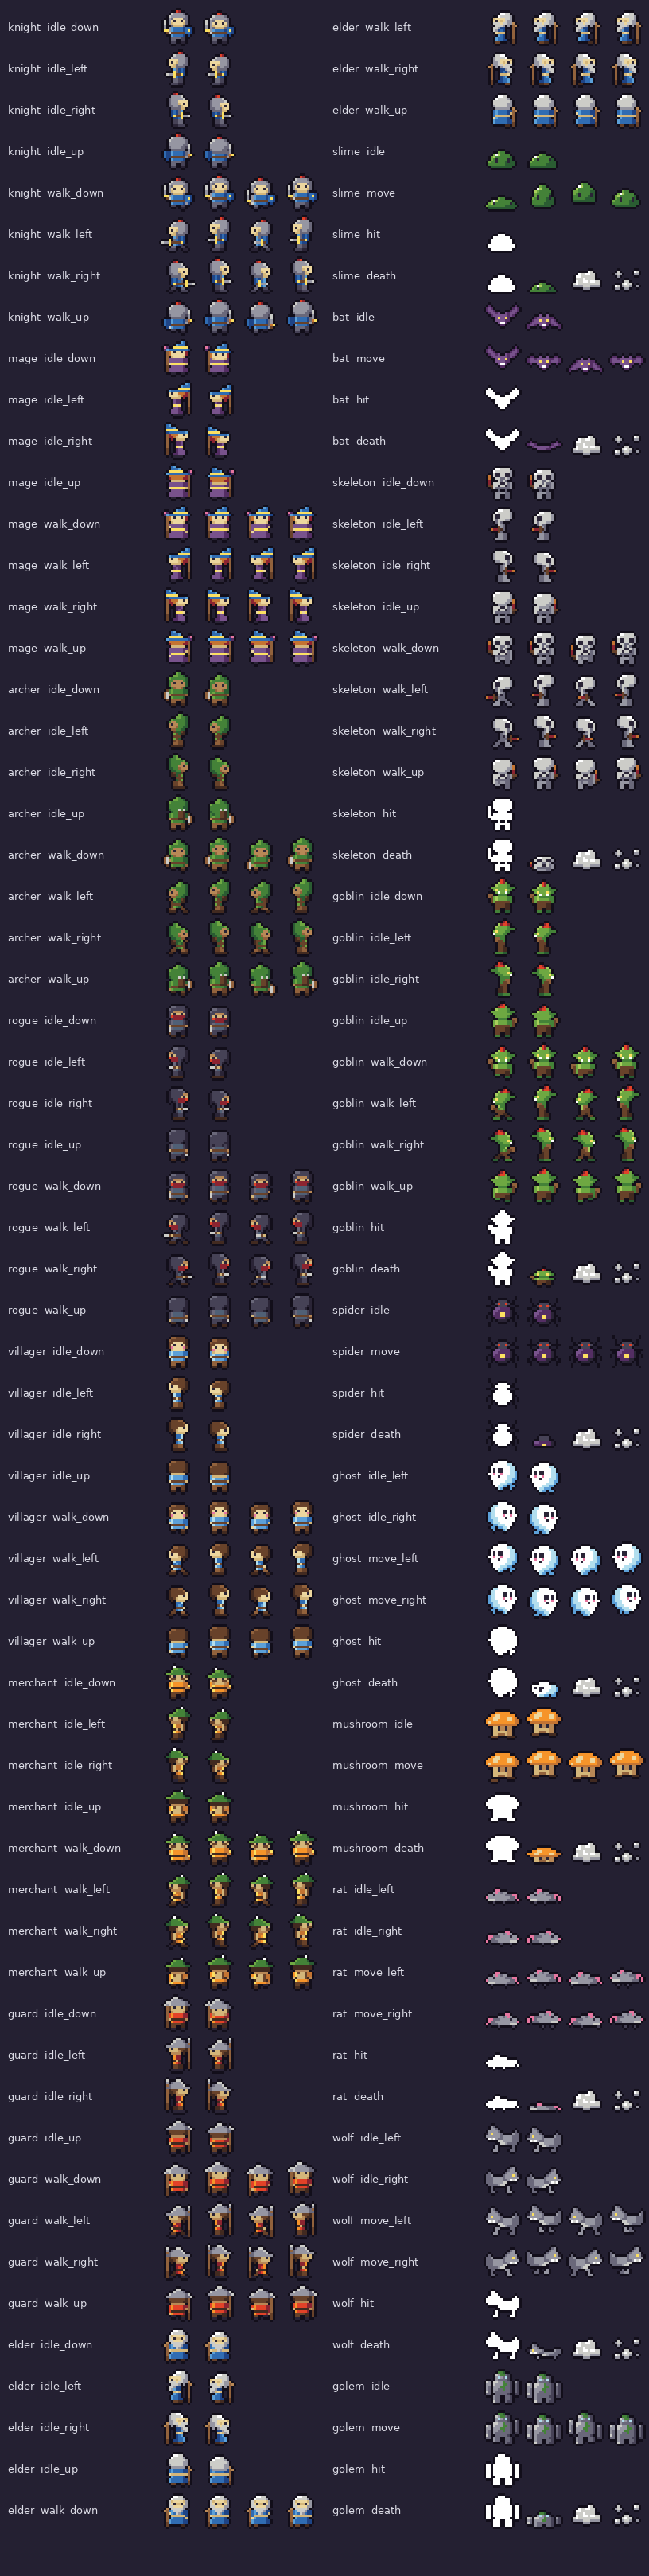 knight idle_down
knight idle_left
knight idle_right
knight idle_up
knight walk_down
knight walk_left
knight walk_right
knight walk_up
mage idle_down
mage idle_left
mage idle_right
mage idle_up
mage walk_down
mage walk_left
mage walk_right
mage walk_up
archer idle_down
archer idle_left
archer idle_right
archer idle_up
archer walk_down
archer walk_left
archer walk_right
archer walk_up
rogue idle_down
rogue idle_left
rogue idle_right
rogue idle_up
rogue walk_down
rogue walk_left
rogue walk_right
rogue walk_up
villager idle_down
villager idle_left
villager idle_right
villager idle_up
villager walk_down
villager walk_left
villager walk_right
villager walk_up
merchant idle_down
merchant idle_left
merchant idle_right
merchant idle_up
merchant walk_down
merchant walk_left
merchant walk_right
merchant walk_up
guard idle_down
guard idle_left
guard idle_right
guard idle_up
guard walk_down
guard walk_left
guard walk_right
guard walk_up
elder idle_down
elder idle_left
elder idle_right
elder idle_up
elder walk_down
elder walk_left
elder walk_right
elder walk_up
slime idle
slime move
slime hit
slime death
bat idle
bat move
bat hit
bat death
skeleton idle_down
skeleton idle_left
skeleton idle_right
skeleton idle_up
skeleton walk_down
skeleton walk_left
skeleton walk_right
skeleton walk_up
skeleton hit
skeleton death
goblin idle_down
goblin idle_left
goblin idle_right
goblin idle_up
goblin walk_down
goblin walk_left
goblin walk_right
goblin walk_up
goblin hit
goblin death
spider idle
spider move
spider hit
spider death
ghost idle_left
ghost idle_right
ghost move_left
ghost move_right
ghost hit
ghost death
mushroom idle
mushroom move
mushroom hit
mushroom death
rat idle_left
rat idle_right
rat move_left
rat move_right
rat hit
rat death
wolf idle_left
wolf idle_right
wolf move_left
wolf move_right
wolf hit
wolf death
golem idle
golem move
golem hit
golem death